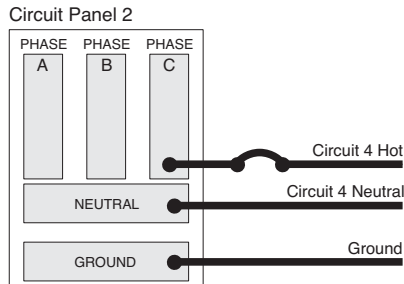 Circuit Panel 2
PHASE PHASE PHASE
A B C
Circuit 4 Hot
Circuit 4 Neutral
NEUTRAL
Ground
GROUND